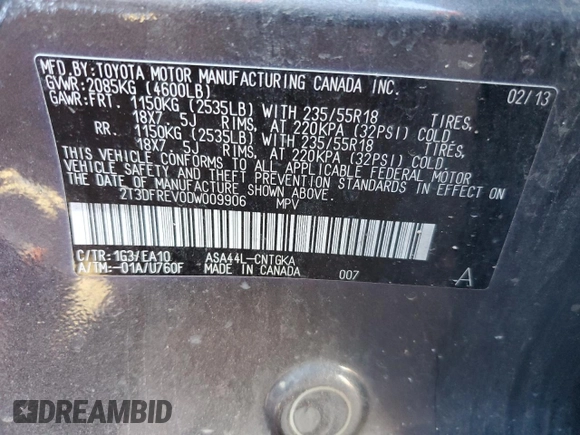 MFD.BY:TOYOTA MOTOR MANUFACTURING CANADA INC.
GVWR:2085KG (4600LB) 02/13
GAWR:FRT. 1150KG (2535LB) WITH 235/55R18 TIRES,
18X7.5J RIMS, AT 220KPA (32PSI) COLD
RR. 1150KG (2535LB) WITH 235/55R18 TIRES,
18X7.5J RIMS, AT 220KPA (32PSI) COLD.
THIS VEHICLE CONFORMS TO ALL APPLICABLE FEDERAL MOTOR
VEHICLE SAFETY AND THEFT PREVENTION STANDARDS IN EFFECT ON
THE DATE OF MANUFACTURE SHOWN ABOVE.
2T3DFREV0DW009906 MPV
C/TR:1G3/EA10 ASA44L-CNTGKA
A/TM:-01A/U760F MADE IN CANADA 007 A
DREAMBID